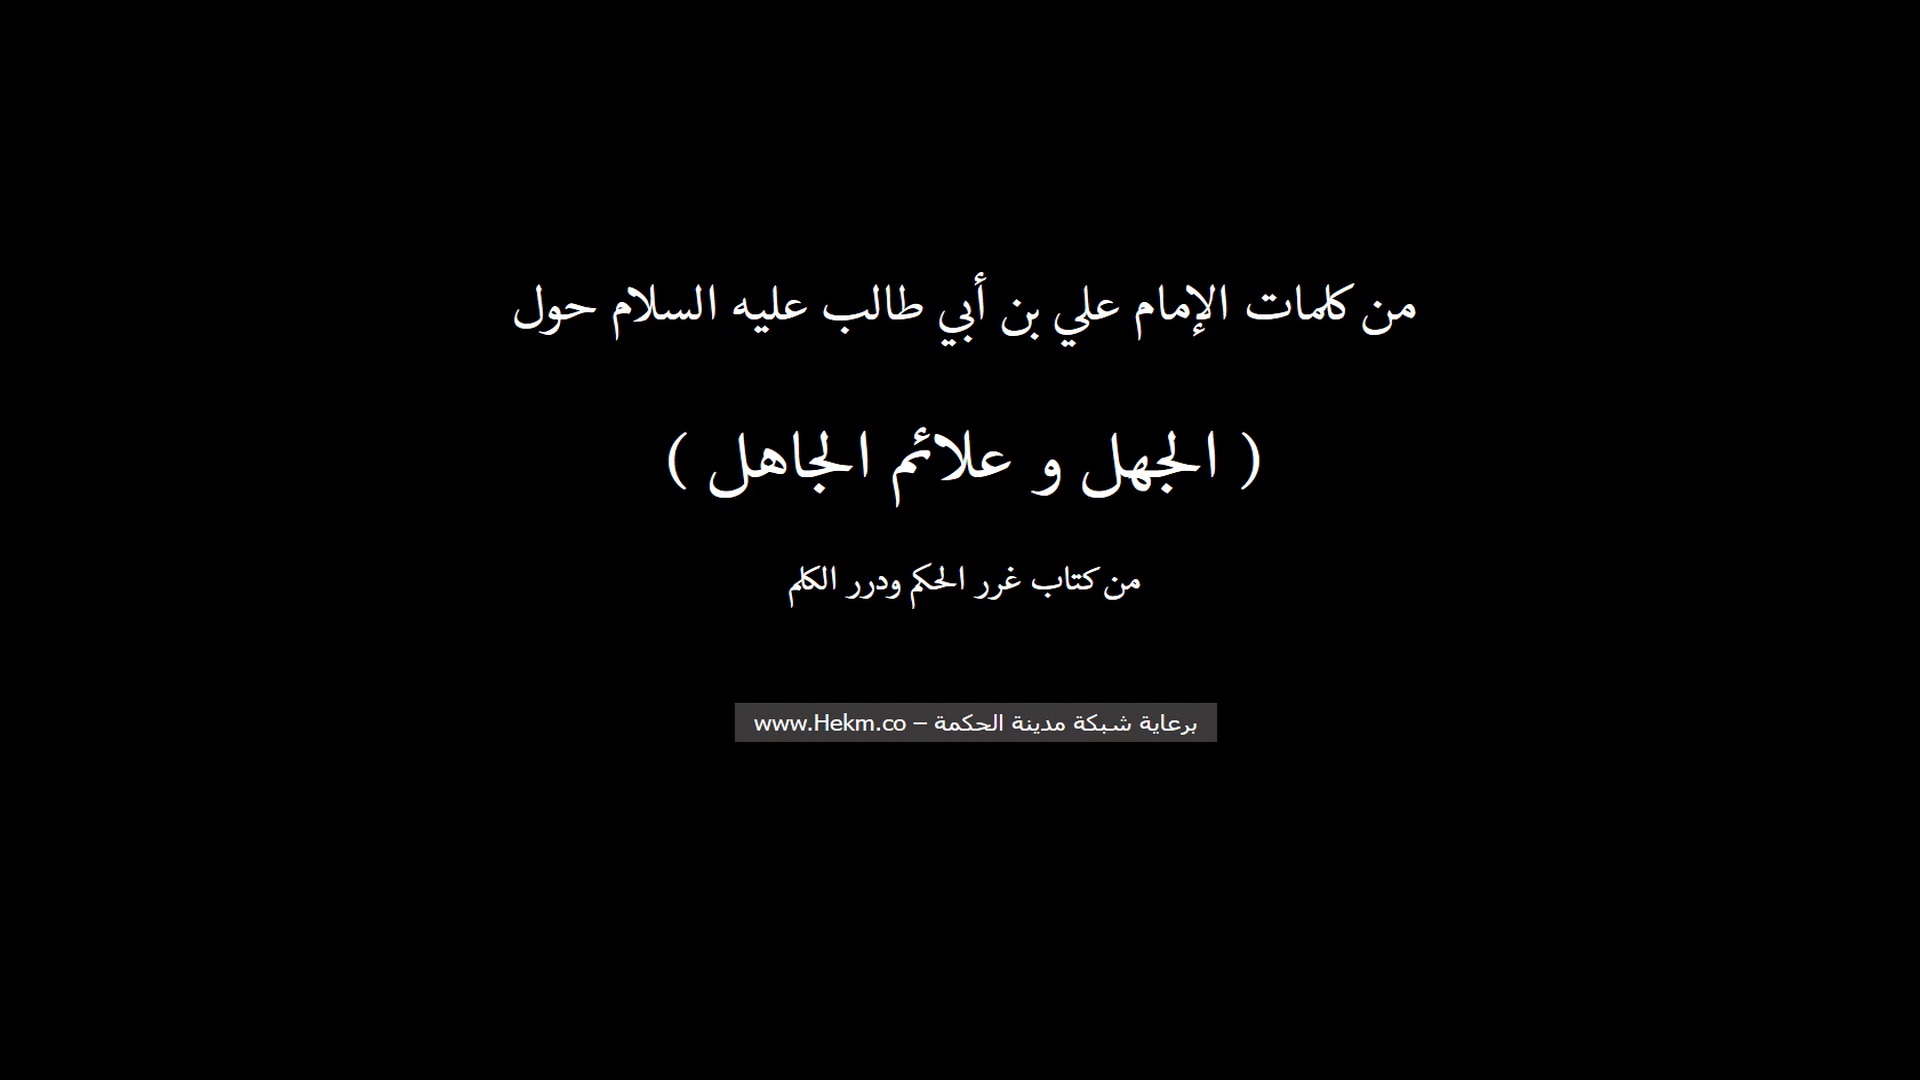 من كلمات الإمام علي بن أبي طالب عليه السلام حول
( الجهل و علائم الجاهل )
من كتاب غرر الحكم ودرر الكلم
برعاية شبكة مدينة الحكمة – www.Hekm.co